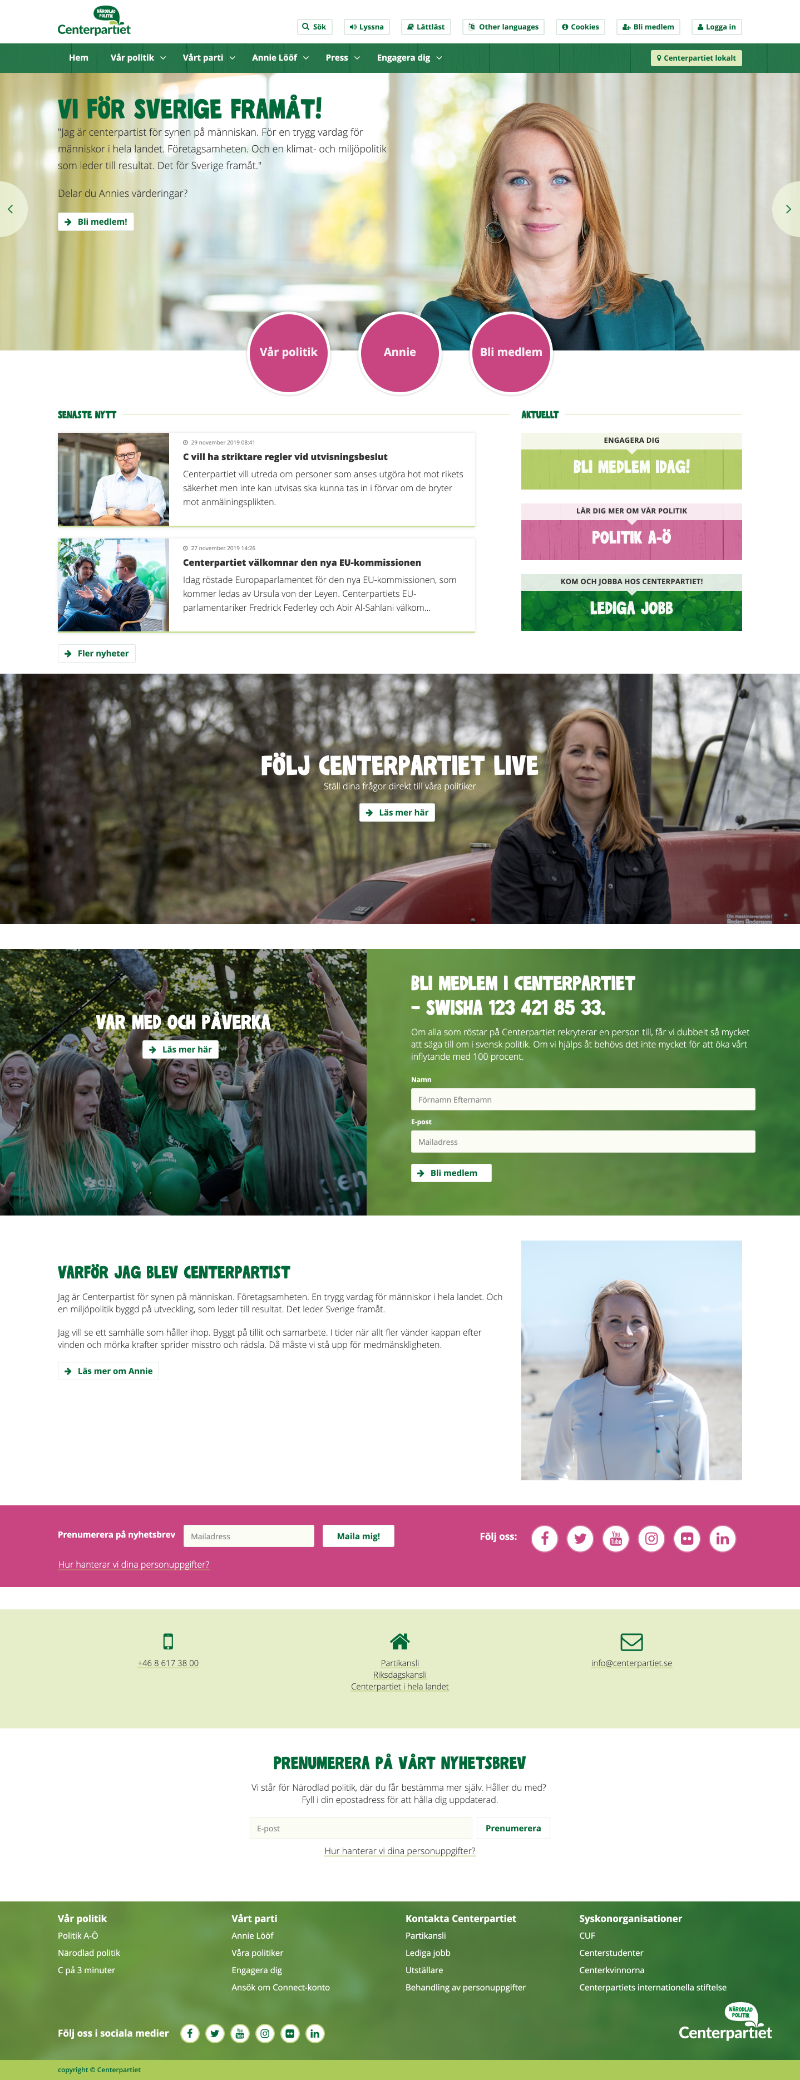 NÄRODLAD
POLITIK
Centerpartiet
Sök
Lyssna
Lättläst
Other languages
Cookies
Bli medlem
Logga in
Hem
Vår politik
Vårt parti
Annie Lööf
Press
Engagera dig
Centerpartiet lokalt
VI FÖR SVERIGE FRAMÅT!
"Jag är centerpartist för synen på människan. För en trygg vardag för
människor i hela landet. Företagsamheten. Och en klimat- och miljöpolitik
som leder till resultat. Det för Sverige framåt."
Delar du Annies värderingar?
Bli medlem!
Vår politik
Annie
Bli medlem
SENASTE NYTT
29 november 2019 08:41
C vill ha striktare regler vid utvisningsbeslut
Centerpartiet vill utreda om personer som anses utgöra hot mot rikets
säkerhet men inte kan utvisas ska kunna tas in i förvar om de bryter
mot anmälningsplikten.
27 november 2019 14:26
Centerpartiet välkomnar den nya EU-kommissionen
Idag röstade Europaparlamentet för den nya EU-kommissionen, som
kommer ledas av Ursula von der Leyen. Centerpartiets EU-
parlamentariker Fredrick Federley och Abir Al-Sahlani välkom...
Fler nyheter
AKTUELLT
ENGAGERA DIG
BLI MEDLEM IDAG!
LÄR DIG MER OM VÅR POLITIK
POLITIK A-Ö
KOM OCH JOBBA HOS CENTERPARTIET!
LEDIGA JOBB
FÖLJ CENTERPARTIET LIVE
Ställ dina frågor direkt till våra politiker
Läs mer här
VAR MED OCH PÅVERKA
Läs mer här
BLI MEDLEM I CENTERPARTIET
- SWISHA 123 421 85 33.
Om alla som röstar på Centerpartiet rekryterar en person till, får vi dubbelt så mycket
att säga till om i svensk politik. Om vi hjälps åt behövs det inte mycket för att öka vårt
inflytande med 100 procent.
Namn
Förnamn Efternamn
E-post
Mailadress
Bli medlem
VARFÖR JAG BLEV CENTERPARTIST
Jag är Centerpartist för synen på människan. Företagsamheten. En trygg vardag för människor i hela landet. Och
en miljöpolitik byggd på utveckling, som leder till resultat. Det leder Sverige framåt.
Jag vill se ett samhälle som håller ihop. Byggt på tillit och samarbete. I tider när allt fler vänder kappan efter
vinden och mörka krafter sprider misstro och rädsla. Då måste vi stå upp för medmänskligheten.
Läs mer om Annie
Prenumerera på nyhetsbrev
Mailadress
Maila mig!
Hur hanterar vi dina personuppgifter?
Följ oss:
+46 8 617 38 00
Partikansli
Riksdagskansli
Centerpartiet i hela landet
info@centerpartiet.se
PRENUMERERA PÅ VÅRT NYHETSBREV
Vi står för Närodlad politik, där du får bestämma mer själv. Håller du med?
Fyll i din epostadress för att hålla dig uppdaterad.
E-post
Prenumerera
Hur hanterar vi dina personuppgifter?
Vår politik
Politik A-Ö
Närodlad politik
C på 3 minuter
Vårt parti
Annie Lööf
Våra politiker
Engagera dig
Ansök om Connect-konto
Kontakta Centerpartiet
Partikansli
Lediga jobb
Utställare
Behandling av personuppgifter
Syskonorganisationer
CUF
Centerstudenter
Centerkvinnorna
Centerpartiets internationella stiftelse
Följ oss i sociala medier
NÄRODLAD
POLITIK
Centerpartiet
copyright © Centerpartiet